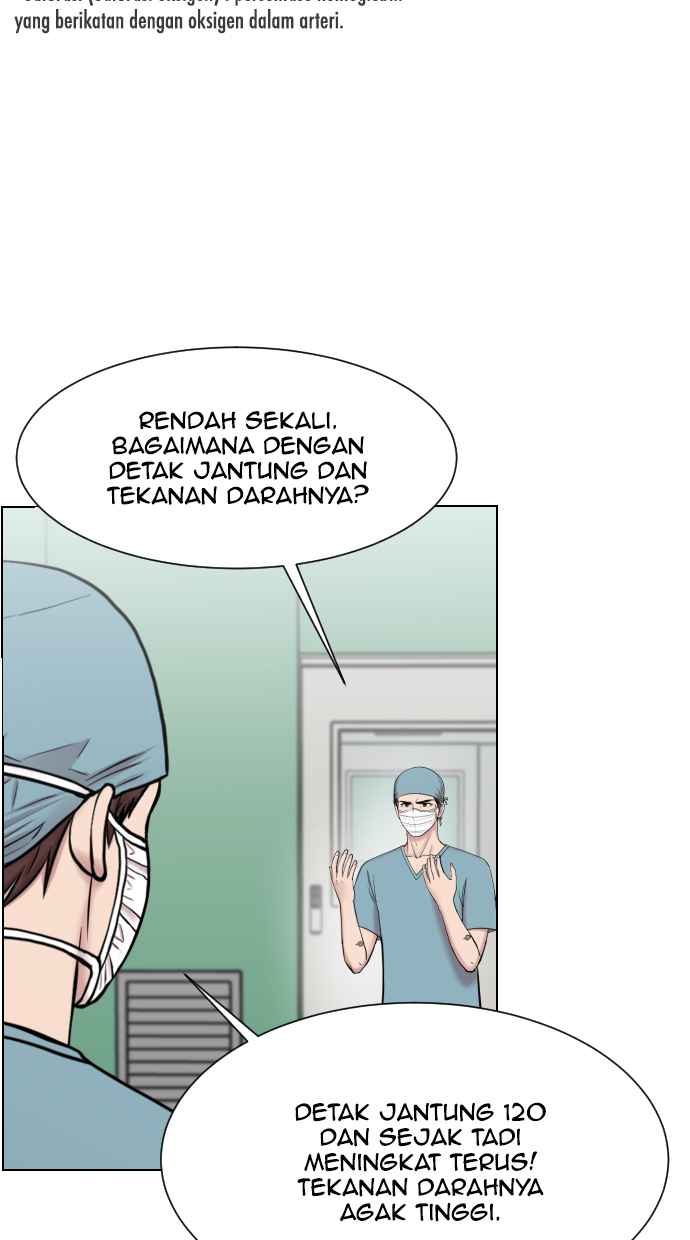 yang berikatan dengan oksigen dalam arteri.
RENDAH SEKALI.
BAGAIMANA DENGAN
DETAK JANTUNG DAN
TEKANAN DARAHNYA?
DETAK JANTUNG 120
DAN SEJAK TADI
MENINGKAT TERUS!
TEKANAN DARAHNYA
AGAK TINGGI.